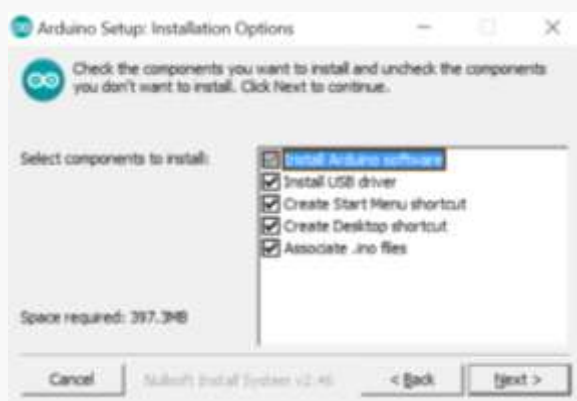 Arduino Setup: Installation Options
Check the components you want to install and uncheck the components
you don't want to install. Click Next to continue.
Select components to install:
Install Arduino software
Install USB driver
Create Start Menu shortcut
Create Desktop shortcut
Associate .ino files
Space required: 397.3MB
Cancel
Nullsoft Install System v2.46
< Back
Next >